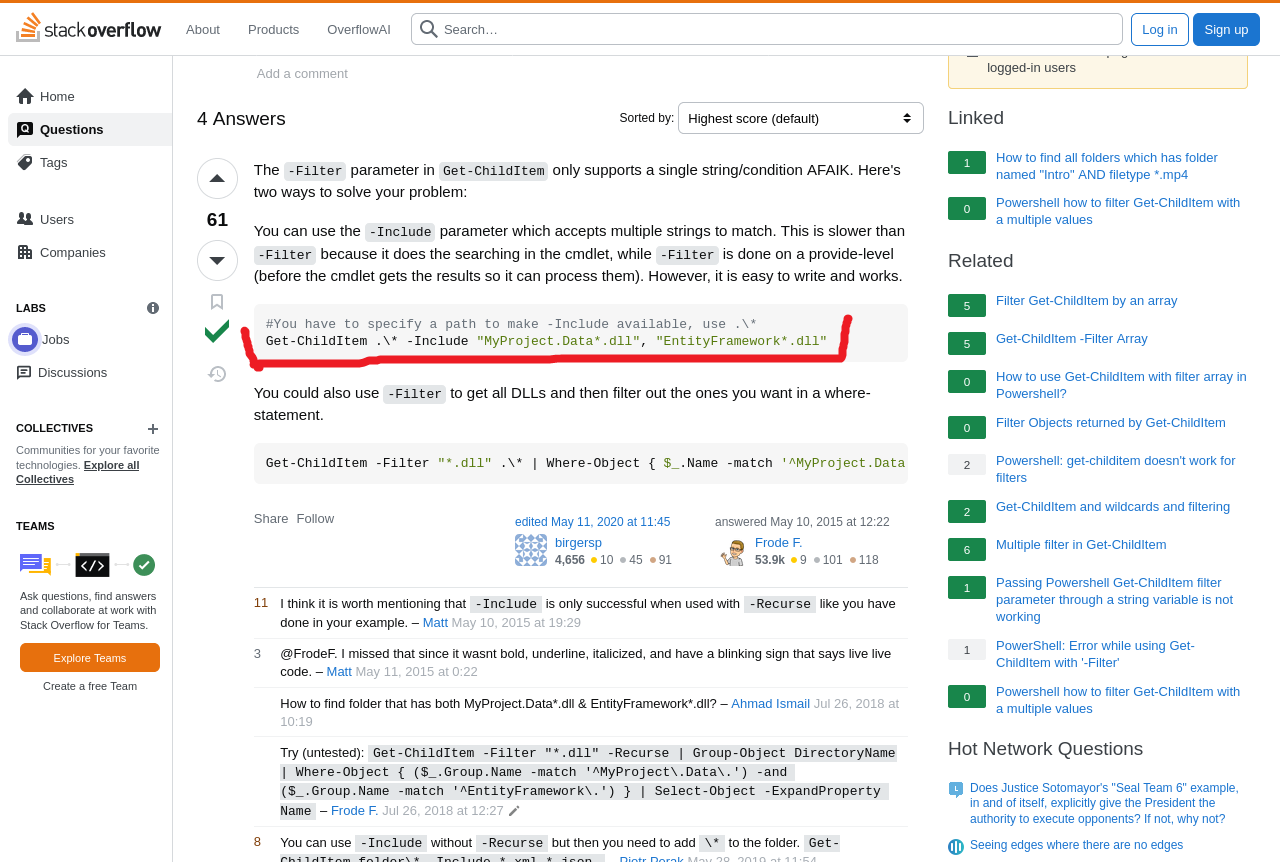 stackoverflow
About
Products
OverflowAI
Search…
Log in
Sign up
Home
Questions
Tags
Users
Companies
LABS
Jobs
Discussions
COLLECTIVES
Communities for your favorite
technologies. Explore all
Collectives
TEAMS
Ask questions, find answers
and collaborate at work with
Stack Overflow for Teams.
Explore Teams
Create a free Team
Add a comment
4 Answers
Sorted by:
Highest score (default)
61
The -Filter parameter in Get-ChildItem only supports a single string/condition AFAIK. Here's
two ways to solve your problem:
You can use the -Include parameter which accepts multiple strings to match. This is slower than
-Filter because it does the searching in the cmdlet, while -Filter is done on a provide-level
(before the cmdlet gets the results so it can process them). However, it is easy to write and works.
#You have to specify a path to make -Include available, use .\*
Get-ChildItem .\* -Include "MyProject.Data*.dll", "EntityFramework*.dll"
You could also use -Filter to get all DLLs and then filter out the ones you want in a where-
statement.
Get-ChildItem -Filter "*.dll" .\* | Where-Object { $_.Name -match '^MyProject.Data
Share Follow
edited May 11, 2020 at 11:45
birgersp
4,656 10 45 91
answered May 10, 2015 at 12:22
Frode F.
53.9k 9 101 118
11 I think it is worth mentioning that -Include is only successful when used with -Recurse like you have
done in your example. – Matt May 10, 2015 at 19:29
3 @FrodeF. I missed that since it wasnt bold, underline, italicized, and have a blinking sign that says live live
code. – Matt May 11, 2015 at 0:22
How to find folder that has both MyProject.Data*.dll & EntityFramework*.dll? – Ahmad Ismail Jul 26, 2018 at
10:19
Try (untested): Get-ChildItem -Filter "*.dll" -Recurse | Group-Object DirectoryName
| Where-Object { ($_.Group.Name -match '^MyProject\.Data\.') -and
($_.Group.Name -match '^EntityFramework\.') } | Select-Object -ExpandProperty
Name – Frode F. Jul 26, 2018 at 12:27
8 You can use -Include without -Recurse but then you need to add \* to the folder. Get-
ChildItem folder\* -Include *.xml,*.json – Piotr Perak May 28, 2019 at 11:54
logged-in users
Linked
1 How to find all folders which has folder
named "Intro" AND filetype *.mp4
0 Powershell how to filter Get-ChildItem with
a multiple values
Related
5 Filter Get-ChildItem by an array
5 Get-ChildItem -Filter Array
0 How to use Get-ChildItem with filter array in
Powershell?
0 Filter Objects returned by Get-ChildItem
2 Powershell: get-childitem doesn't work for
filters
2 Get-ChildItem and wildcards and filtering
6 Multiple filter in Get-ChildItem
1 Passing Powershell Get-ChildItem filter
parameter through a string variable is not
working
1 PowerShell: Error while using Get-
ChildItem with '-Filter'
0 Powershell how to filter Get-ChildItem with
a multiple values
Hot Network Questions
Does Justice Sotomayor's "Seal Team 6" example,
in and of itself, explicitly give the President the
authority to execute opponents? If not, why not?
Seeing edges where there are no edges